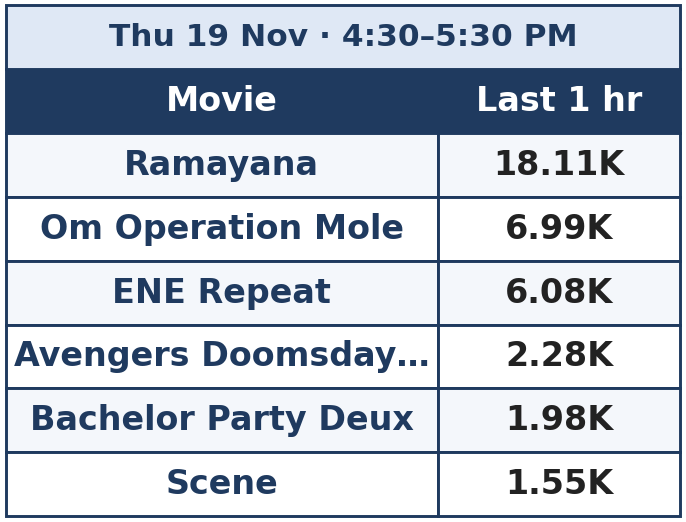 Thu 19 Nov · 4:30–5:30 PM
Movie Last 1 hr
Ramayana 18.11K
Om Operation Mole 6.99K
ENE Repeat 6.08K
Avengers Doomsday... 2.28K
Bachelor Party Deux 1.98K
Scene 1.55K